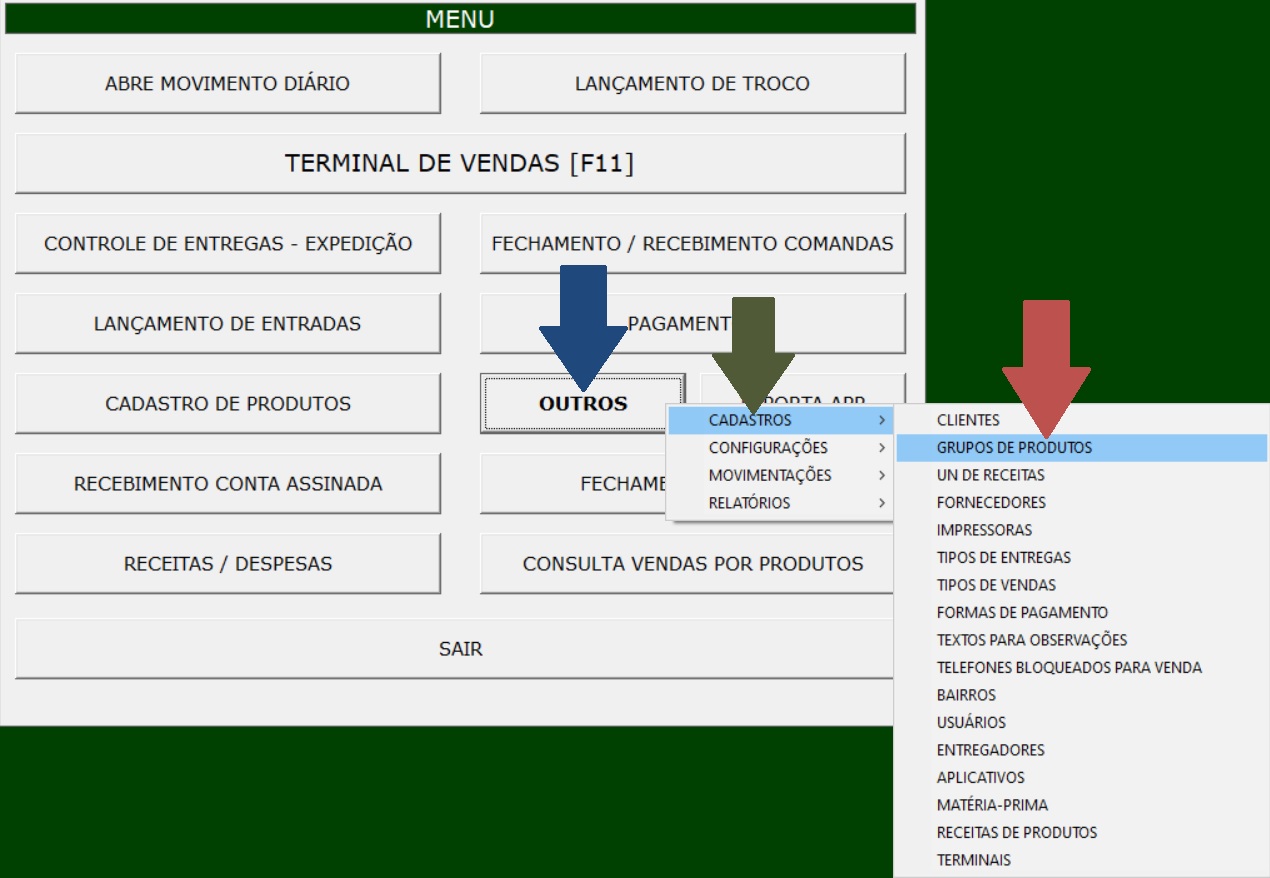 MENU
ABRE MOVIMENTO DIÁRIO
LANÇAMENTO DE TROCO
TERMINAL DE VENDAS [F11]
CONTROLE DE ENTREGAS - EXPEDIÇÃO
FECHAMENTO / RECEBIMENTO COMANDAS
LANÇAMENTO DE ENTRADAS
PAGAMENT
CADASTRO DE PRODUTOS
OUTROS
PORTA APP
RECEBIMENTO CONTA ASSINADA
FECHAME
RECEITAS / DESPESAS
CONSULTA VENDAS POR PRODUTOS
SAIR
CADASTROS
CONFIGURAÇÕES
MOVIMENTAÇÕES
RELATÓRIOS
CLIENTES
GRUPOS DE PRODUTOS
UN DE RECEITAS
FORNECEDORES
IMPRESSORAS
TIPOS DE ENTREGAS
TIPOS DE VENDAS
FORMAS DE PAGAMENTO
TEXTOS PARA OBSERVAÇÕES
TELEFONES BLOQUEADOS PARA VENDA
BAIRROS
USUÁRIOS
ENTREGADORES
APLICATIVOS
MATÉRIA-PRIMA
RECEITAS DE PRODUTOS
TERMINAIS